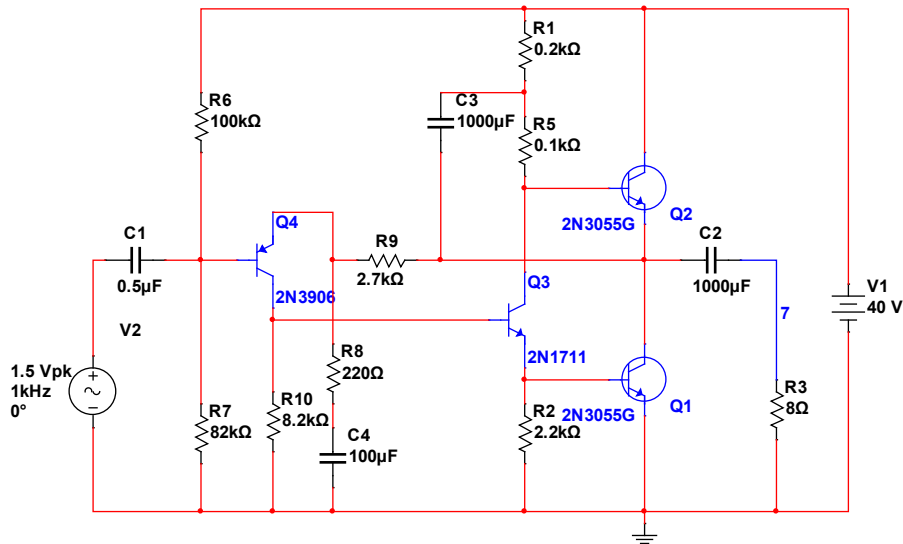 R1
0.2kΩ
R6
100kΩ
C3
1000µF
R5
0.1kΩ
Q4
Q2
2N3055G
C1
0.5µF
R9
2.7kΩ
C2
1000µF
Q3
2N3906
V1
40 V
7
V2
2N1711
R8
220Ω
1.5 Vpk
1kHz
0°
R3
8Ω
R7
82kΩ
R10
8.2kΩ
R2
2.2kΩ
2N3055G
Q1
C4
100µF